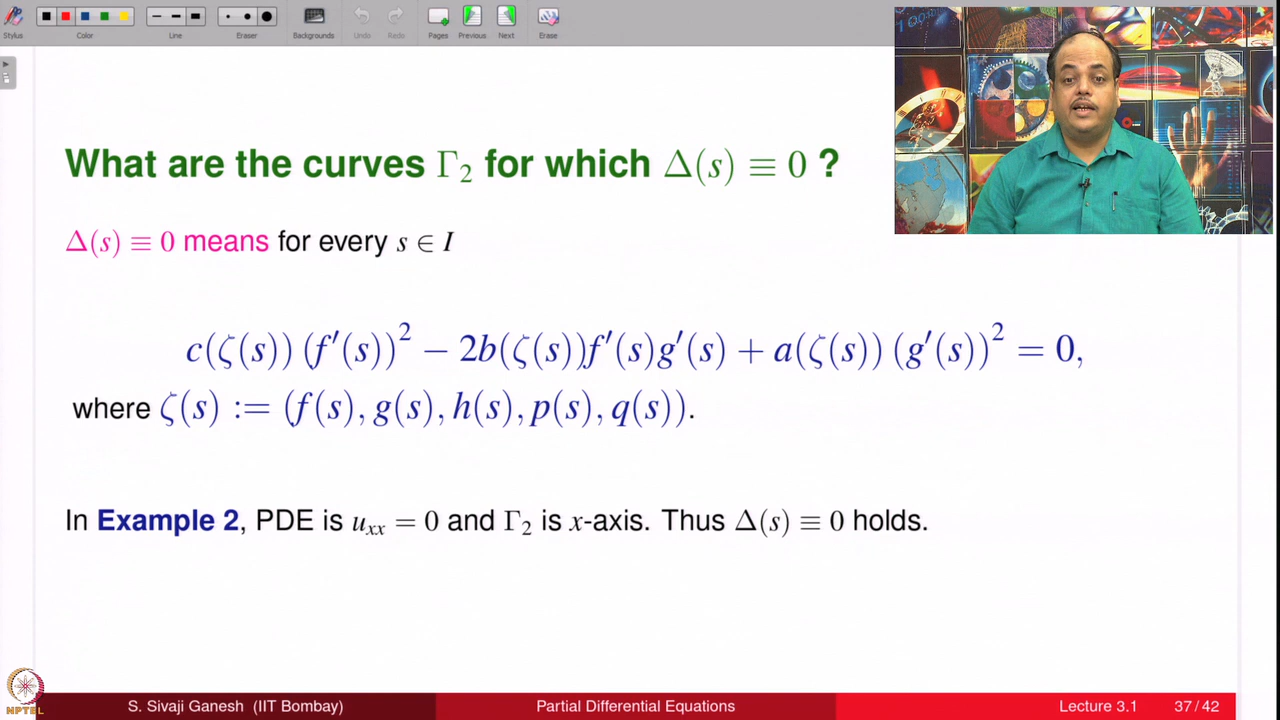 Stylus
Color
Line
Eraser
Backgrounds
Undo
Redo
Pages
Previous
Next
Erase
What are the curves Γ₂ for which Δ(s) ≡ 0 ?
Δ(s) ≡ 0 means for every s ∈ I
c(ζ(s)) (f′(s))² − 2b(ζ(s))f′(s)g′(s) + a(ζ(s)) (g′(s))² = 0,
where ζ(s) := (f(s), g(s), h(s), p(s), q(s)).
In Example 2, PDE is uₓₓ = 0 and Γ₂ is x-axis. Thus Δ(s) ≡ 0 holds.
NPTEL
S. Sivaji Ganesh (IIT Bombay)
Partial Differential Equations
Lecture 3.1
37 / 42